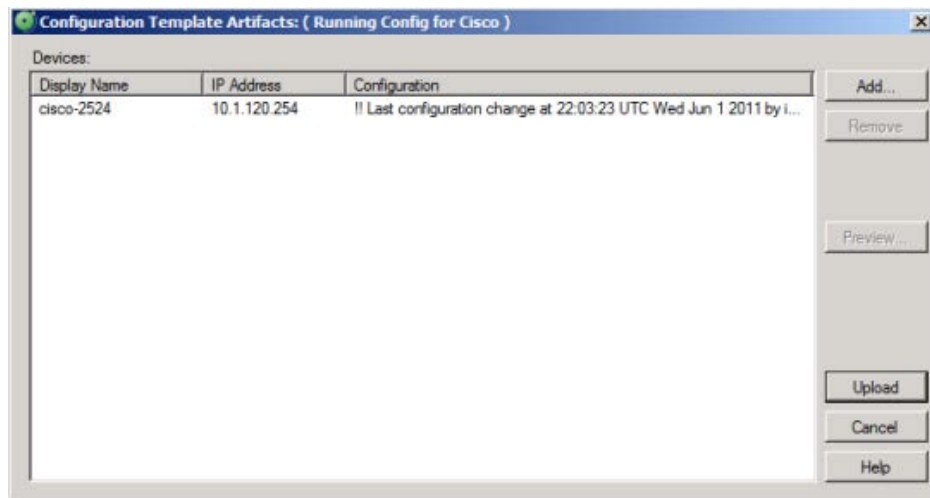 Configuration Template Artifacts: ( Running Config for Cisco )
Devices:
Display Name IP Address Configuration
cisco-2524 10.1.120.254 !! Last configuration change at 22:03:23 UTC Wed Jun 1 2011 by i...
Add...
Remove
Preview...
Upload
Cancel
Help